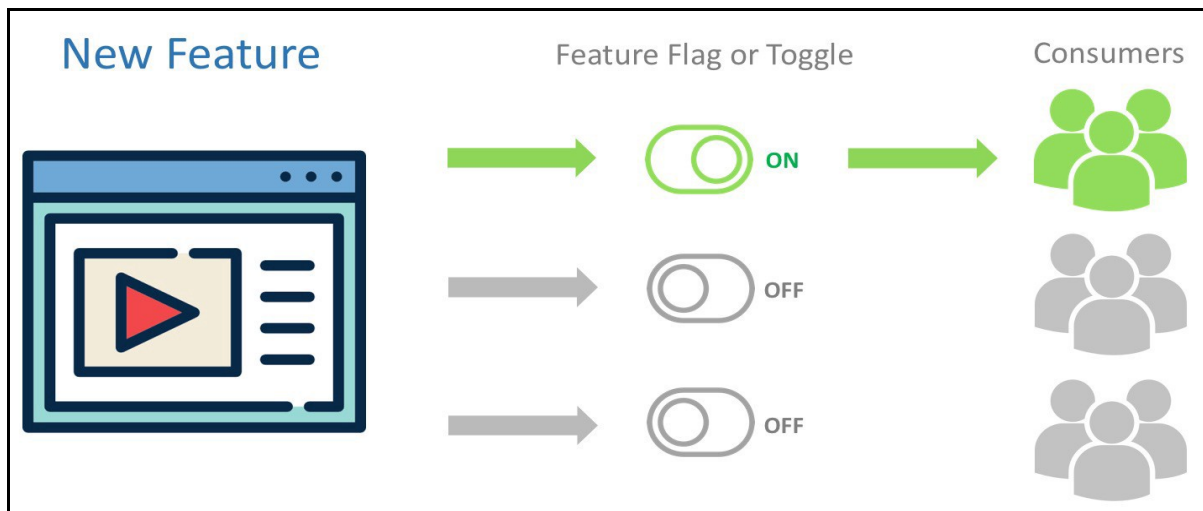 New Feature
Feature Flag or Toggle
Consumers
ON
OFF
OFF